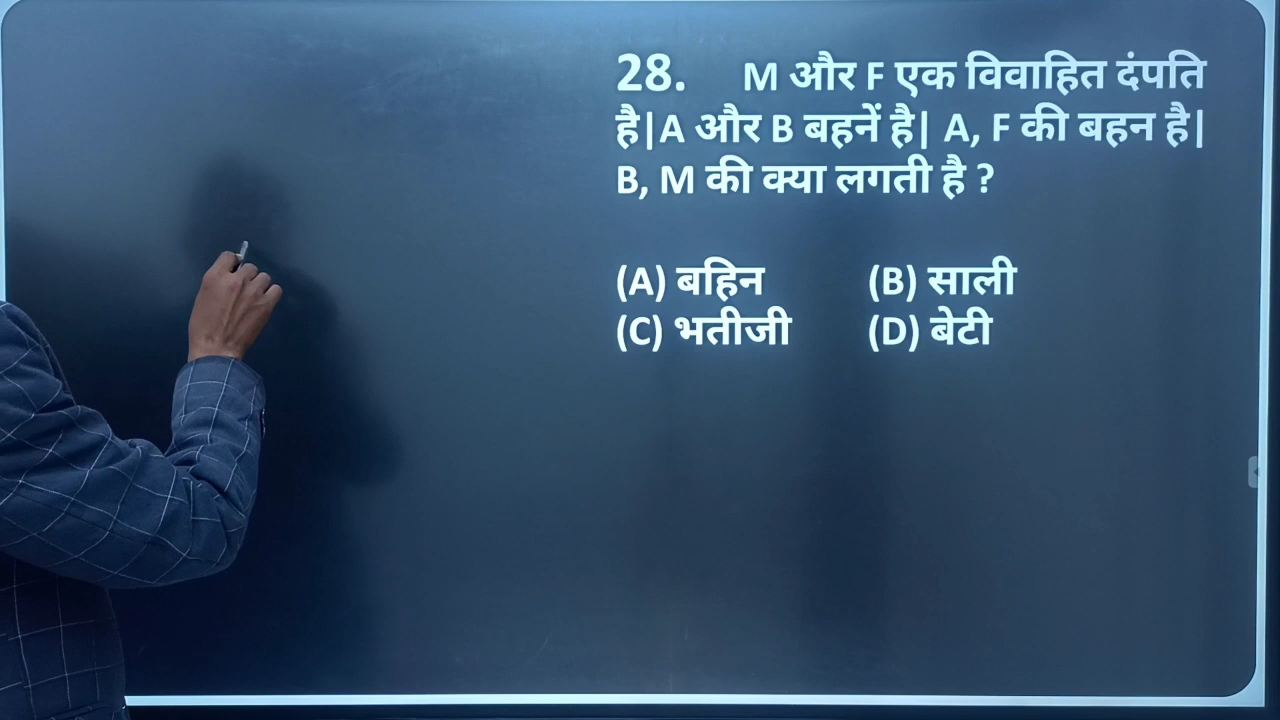 28. M और F एक विवाहित दंपति
है|A और B बहनें है| A, F की बहन है|
B, M की क्या लगती है ?
(A) बहिन (B) साली
(C) भतीजी (D) बेटी